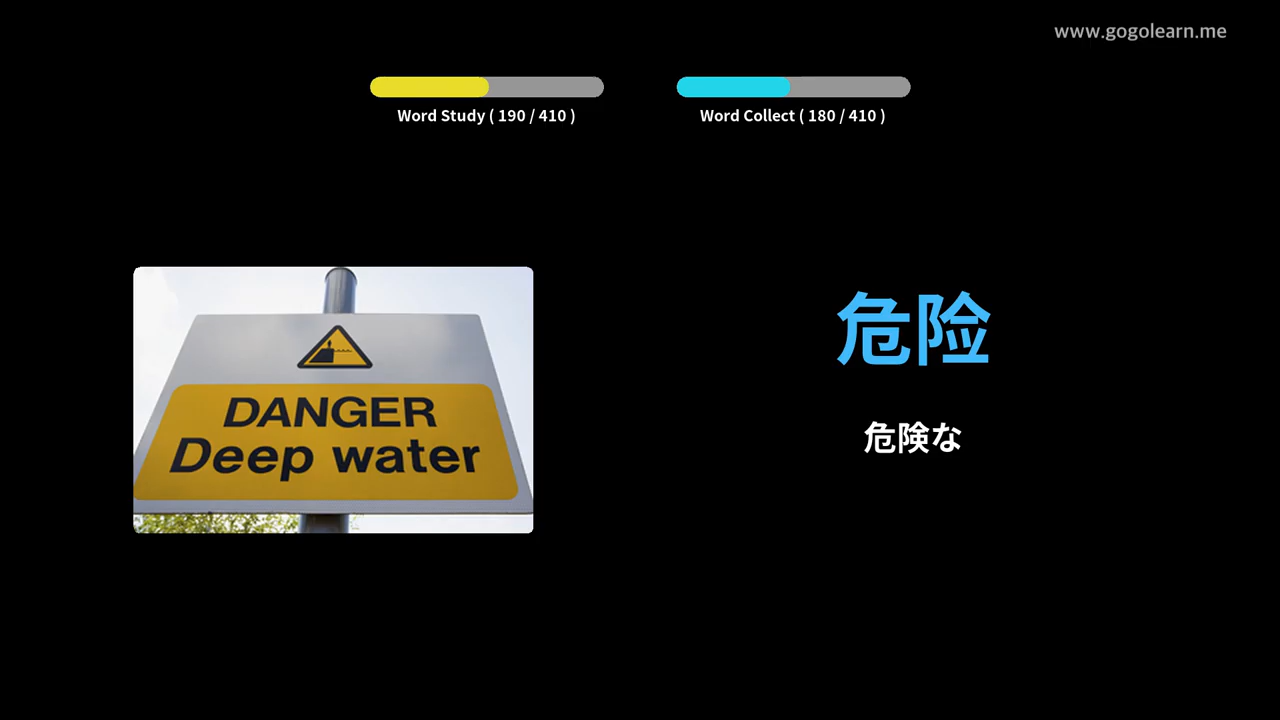 www.gogolearn.me
Word Study ( 190 / 410 )
Word Collect ( 180 / 410 )
DANGER
Deep water
危险
危険な